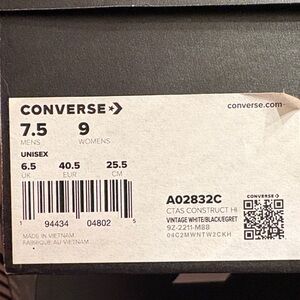 CONVERSE
converse.com
7.5 9
MENS WOMENS
UNISEX
6.5 40.5 25.5
UK EUR CM
1 94434 04802 5
MADE IN VIETNAM
FABRIQUÉ AU VIETNAM
A02832C
CTAS CONSTRUCT HI
VINTAGE WHITE/BLACK/EGRET
9Z-2211-M88
CONVERSE